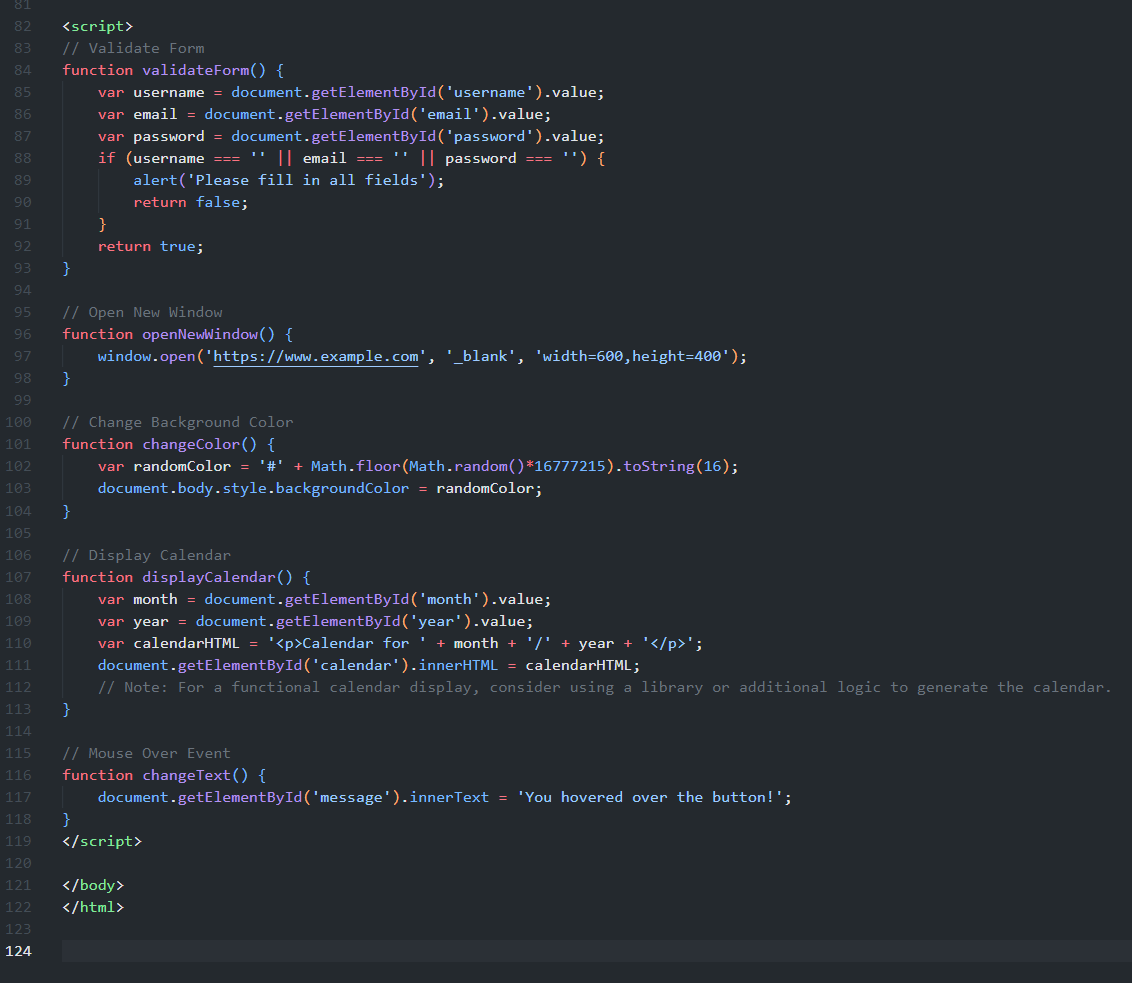 81
82 <script>
83 // Validate Form
84 function validateForm() {
85     var username = document.getElementById('username').value;
86     var email = document.getElementById('email').value;
87     var password = document.getElementById('password').value;
88     if (username === '' || email === '' || password === '') {
89         alert('Please fill in all fields');
90         return false;
91     }
92     return true;
93 }
94
95 // Open New Window
96 function openNewWindow() {
97     window.open('https://www.example.com', '_blank', 'width=600,height=400');
98 }
99
100 // Change Background Color
101 function changeColor() {
102     var randomColor = '#' + Math.floor(Math.random()*16777215).toString(16);
103     document.body.style.backgroundColor = randomColor;
104 }
105
106 // Display Calendar
107 function displayCalendar() {
108     var month = document.getElementById('month').value;
109     var year = document.getElementById('year').value;
110     var calendarHTML = '<p>Calendar for ' + month + '/' + year + '</p>';
111     document.getElementById('calendar').innerHTML = calendarHTML;
112     // Note: For a functional calendar display, consider using a library or additional logic to generate the calendar.
113 }
114
115 // Mouse Over Event
116 function changeText() {
117     document.getElementById('message').innerText = 'You hovered over the button!';
118 }
119 </script>
120
121 </body>
122 </html>
123
124